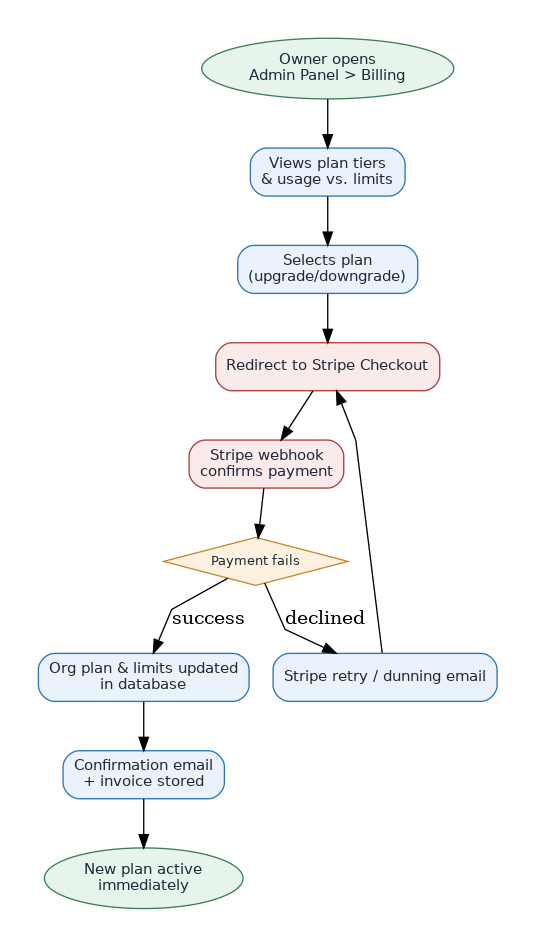 Owner opens
Admin Panel > Billing
Views plan tiers
& usage vs. limits
Selects plan
(upgrade/downgrade)
Redirect to Stripe Checkout
Stripe webhook
confirms payment
Payment fails
success
declined
Org plan & limits updated
in database
Stripe retry / dunning email
Confirmation email
+ invoice stored
New plan active
immediately